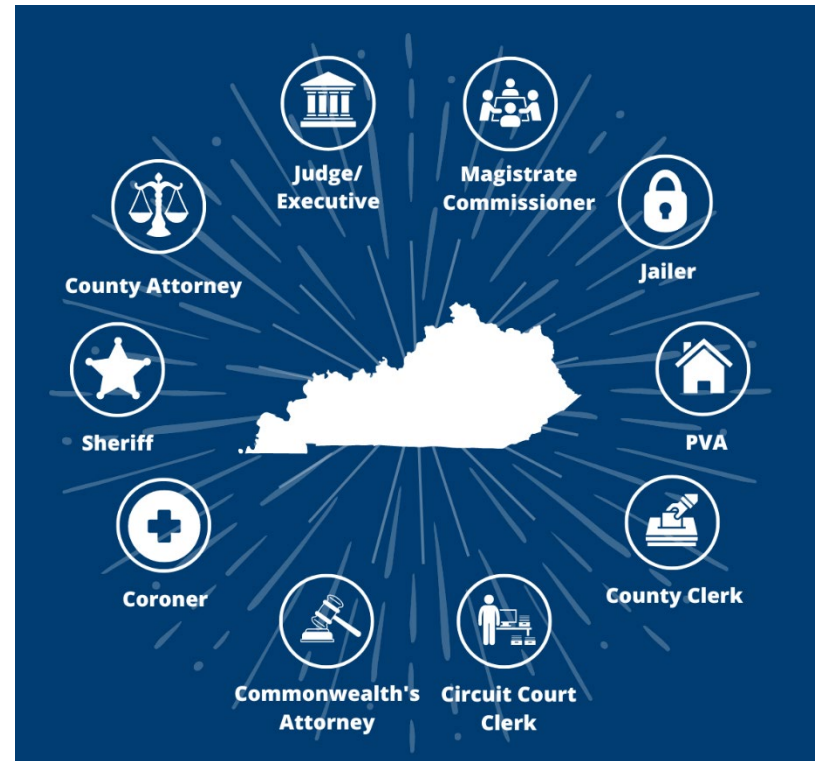 Judge/
Executive
Magistrate
Commissioner
County Attorney
Jailer
Sheriff
PVA
Coroner
County Clerk
Commonwealth's
Attorney
Circuit Court
Clerk